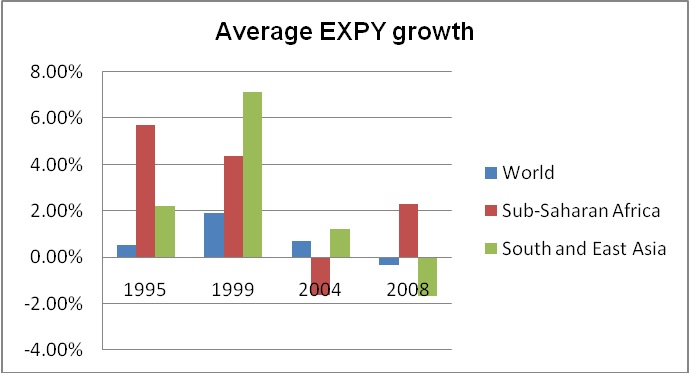 Average EXPY growth
8.00%
6.00%
4.00%
2.00%
0.00%
-2.00%
-4.00%
1995 1999 2004 2008
World
Sub-Saharan Africa
South and East Asia